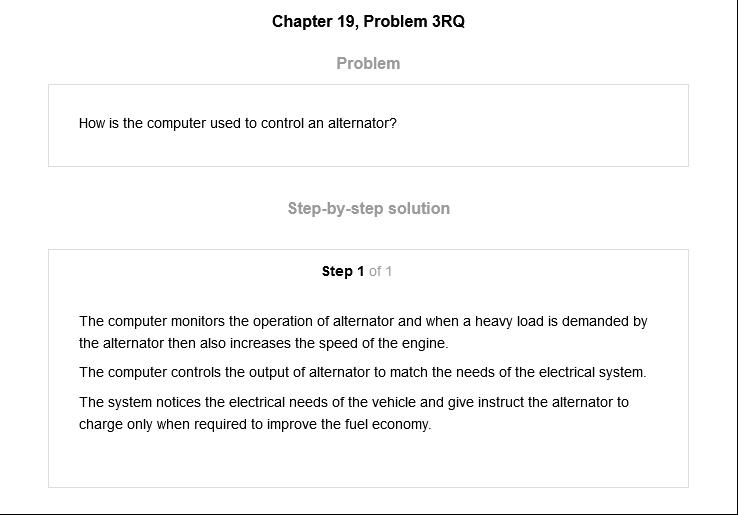 Chapter 19, Problem 3RQ
Problem
How is the computer used to control an alternator?
Step-by-step solution
Step 1 of 1
The computer monitors the operation of alternator and when a heavy load is demanded by
the alternator then also increases the speed of the engine.
The computer controls the output of alternator to match the needs of the electrical system.
The system notices the electrical needs of the vehicle and give instruct the alternator to
charge only when required to improve the fuel economy.